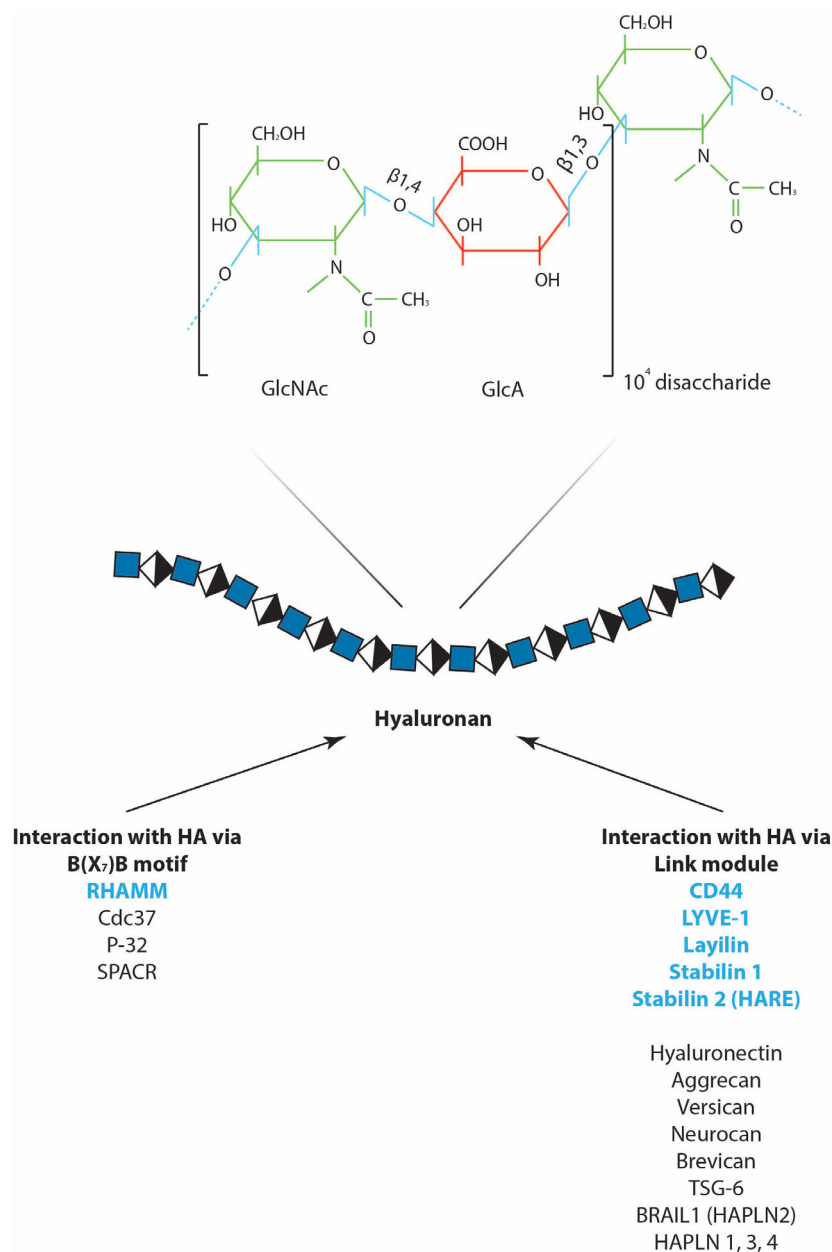 CH₂OH
O
O
HO
CH₂OH
COOH
β1,3
N
O
O
O
β1,4
O
C
CH₃
HO
OH
O
O
N
OH
C
CH₃
O
GlcNAc
GlcA
10⁴ disaccharide
Hyaluronan
Interaction with HA via
B(X₇)B motif
RHAMM
Cdc37
P-32
SPACR
Interaction with HA via
Link module
CD44
LYVE-1
Layilin
Stabilin 1
Stabilin 2 (HARE)
Hyaluronectin
Aggrecan
Versican
Neurocan
Brevican
TSG-6
BRAIL1 (HAPLN2)
HAPLN 1, 3, 4